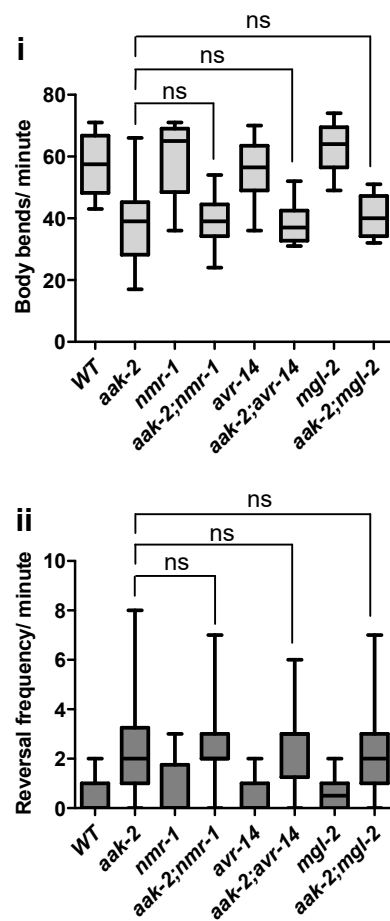 i
ns
ns
ns
Body bends/ minute
80
60
40
20
0
WT
aak-2
nmr-1
aak-2;nmr-1
avr-14
aak-2;avr-14
mgl-2
aak-2;mgl-2
ii
ns
ns
ns
Reversal frequency/ minute
10
8
6
4
2
0
WT
aak-2
nmr-1
aak-2;nmr-1
avr-14
aak-2;avr-14
mgl-2
aak-2;mgl-2